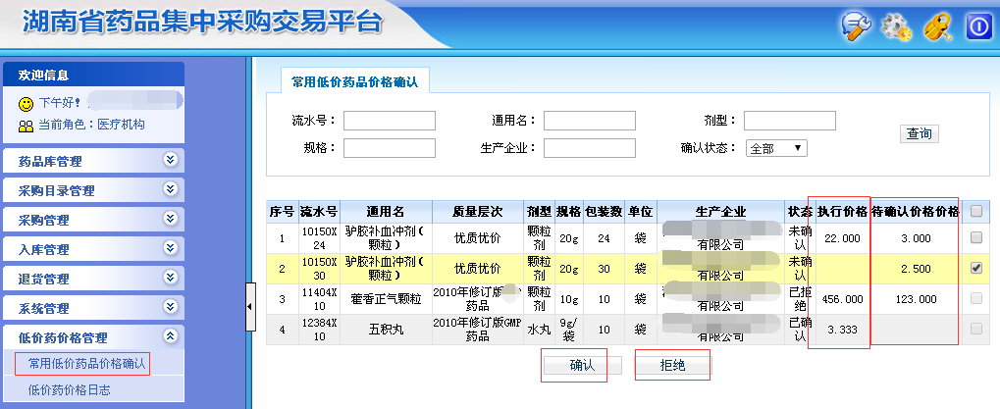 湖南省药品集中采购交易平台
欢迎信息
下午好!
当前角色：医疗机构
药品库管理
采购目录管理
采购管理
入库管理
退货管理
系统管理
低价药价格管理
常用低价药品价格确认
低价药价格日志
常用低价药品价格确认
流水号： 通用名： 剂型：
规格： 生产企业： 确认状态： 全部
查询
序号 流水号 通用名 质量层次 剂型 规格 包装数 单位 生产企业 状态 执行价格 待确认价格价格
1 10150X24 驴胶补血冲剂(颗粒) 优质优价 颗粒剂 20g 24 袋 有限公司 未确认 22.000 3.000
2 10150X30 驴胶补血冲剂(颗粒) 优质优价 颗粒剂 20g 30 袋 有限公司 未确认 2.500
3 11404X10 藿香正气颗粒 2010年修订版 药品 颗粒剂 10g 10 袋 有限公司 已拒绝 456.000 123.000
4 12384X10 五积丸 2010年修订版GMP药品 水丸 9g/袋 10 袋 有限公司 已确认 3.333
确认 拒绝